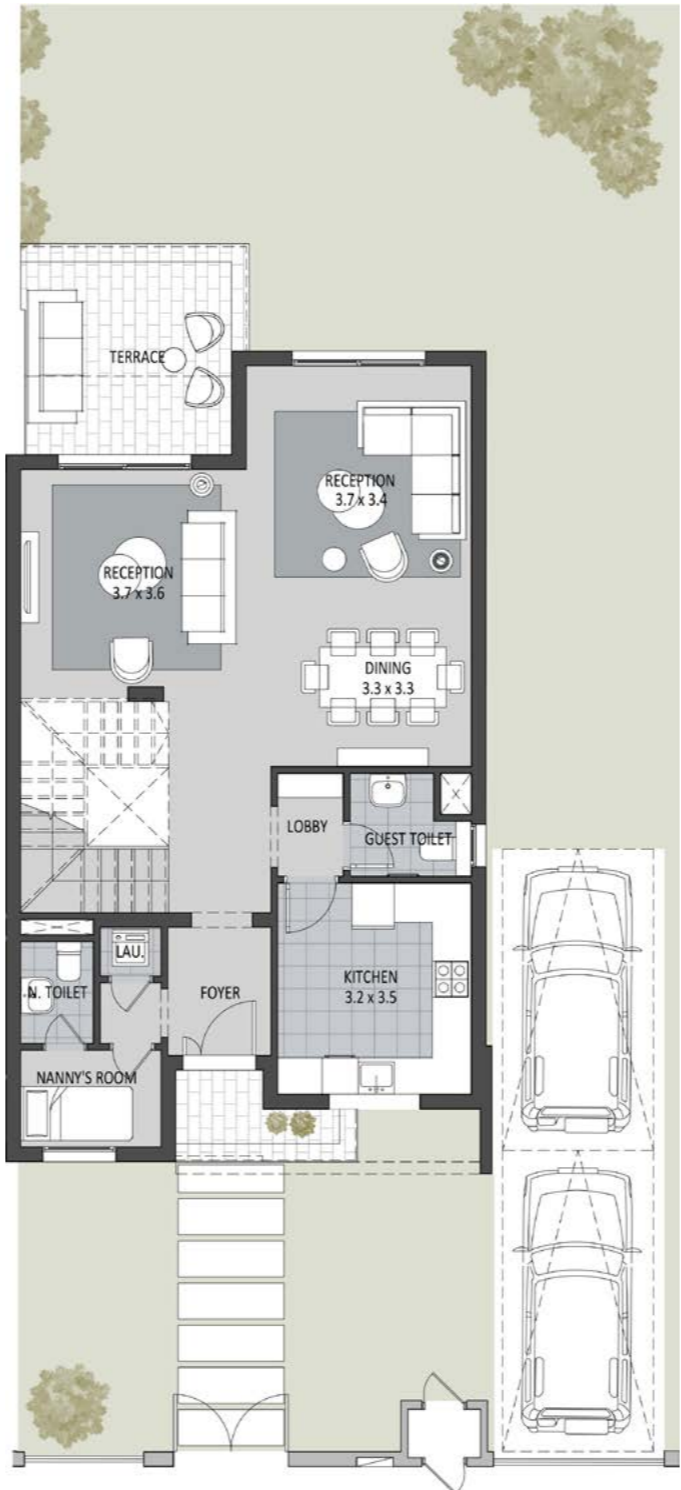 TERRACE
RECEPTION
3.7 x 3.4
RECEPTION
3.7 x 3.6
DINING
3.3 x 3.3
LOBBY
GUEST TOILET
LAU.
N. TOILET
FOYER
KITCHEN
3.2 x 3.5
NANNY'S ROOM